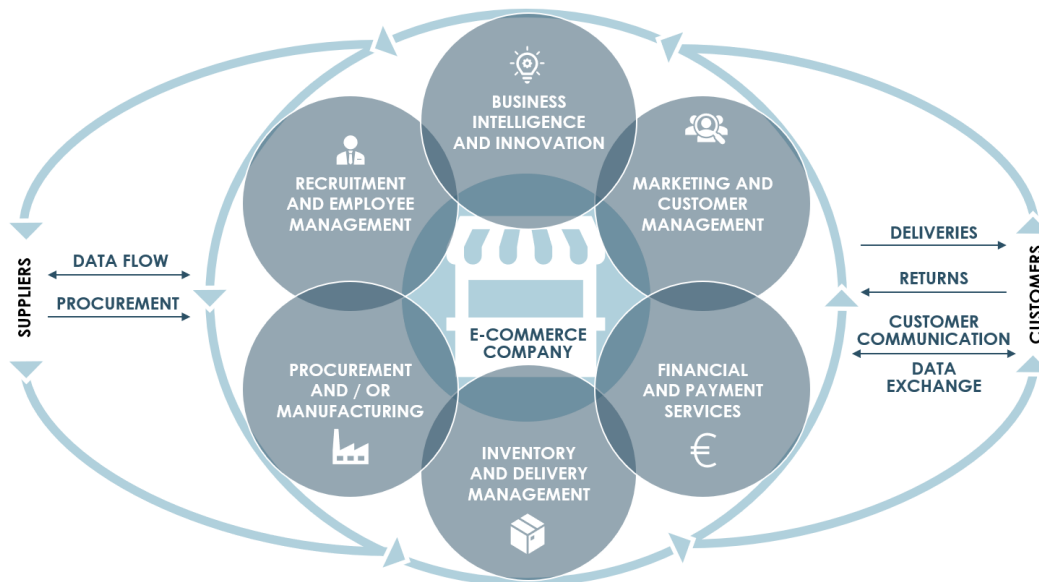 BUSINESS
INTELLIGENCE
AND INNOVATION
RECRUITMENT
AND EMPLOYEE
MANAGEMENT
MARKETING AND
CUSTOMER
MANAGEMENT
SUPPLIERS
DATA FLOW
PROCUREMENT
E-COMMERCE
COMPANY
DELIVERIES
RETURNS
CUSTOMER
COMMUNICATION
DATA
EXCHANGE
CUSTOMERS
PROCUREMENT
AND / OR
MANUFACTURING
FINANCIAL
AND PAYMENT
SERVICES
€
INVENTORY
AND DELIVERY
MANAGEMENT